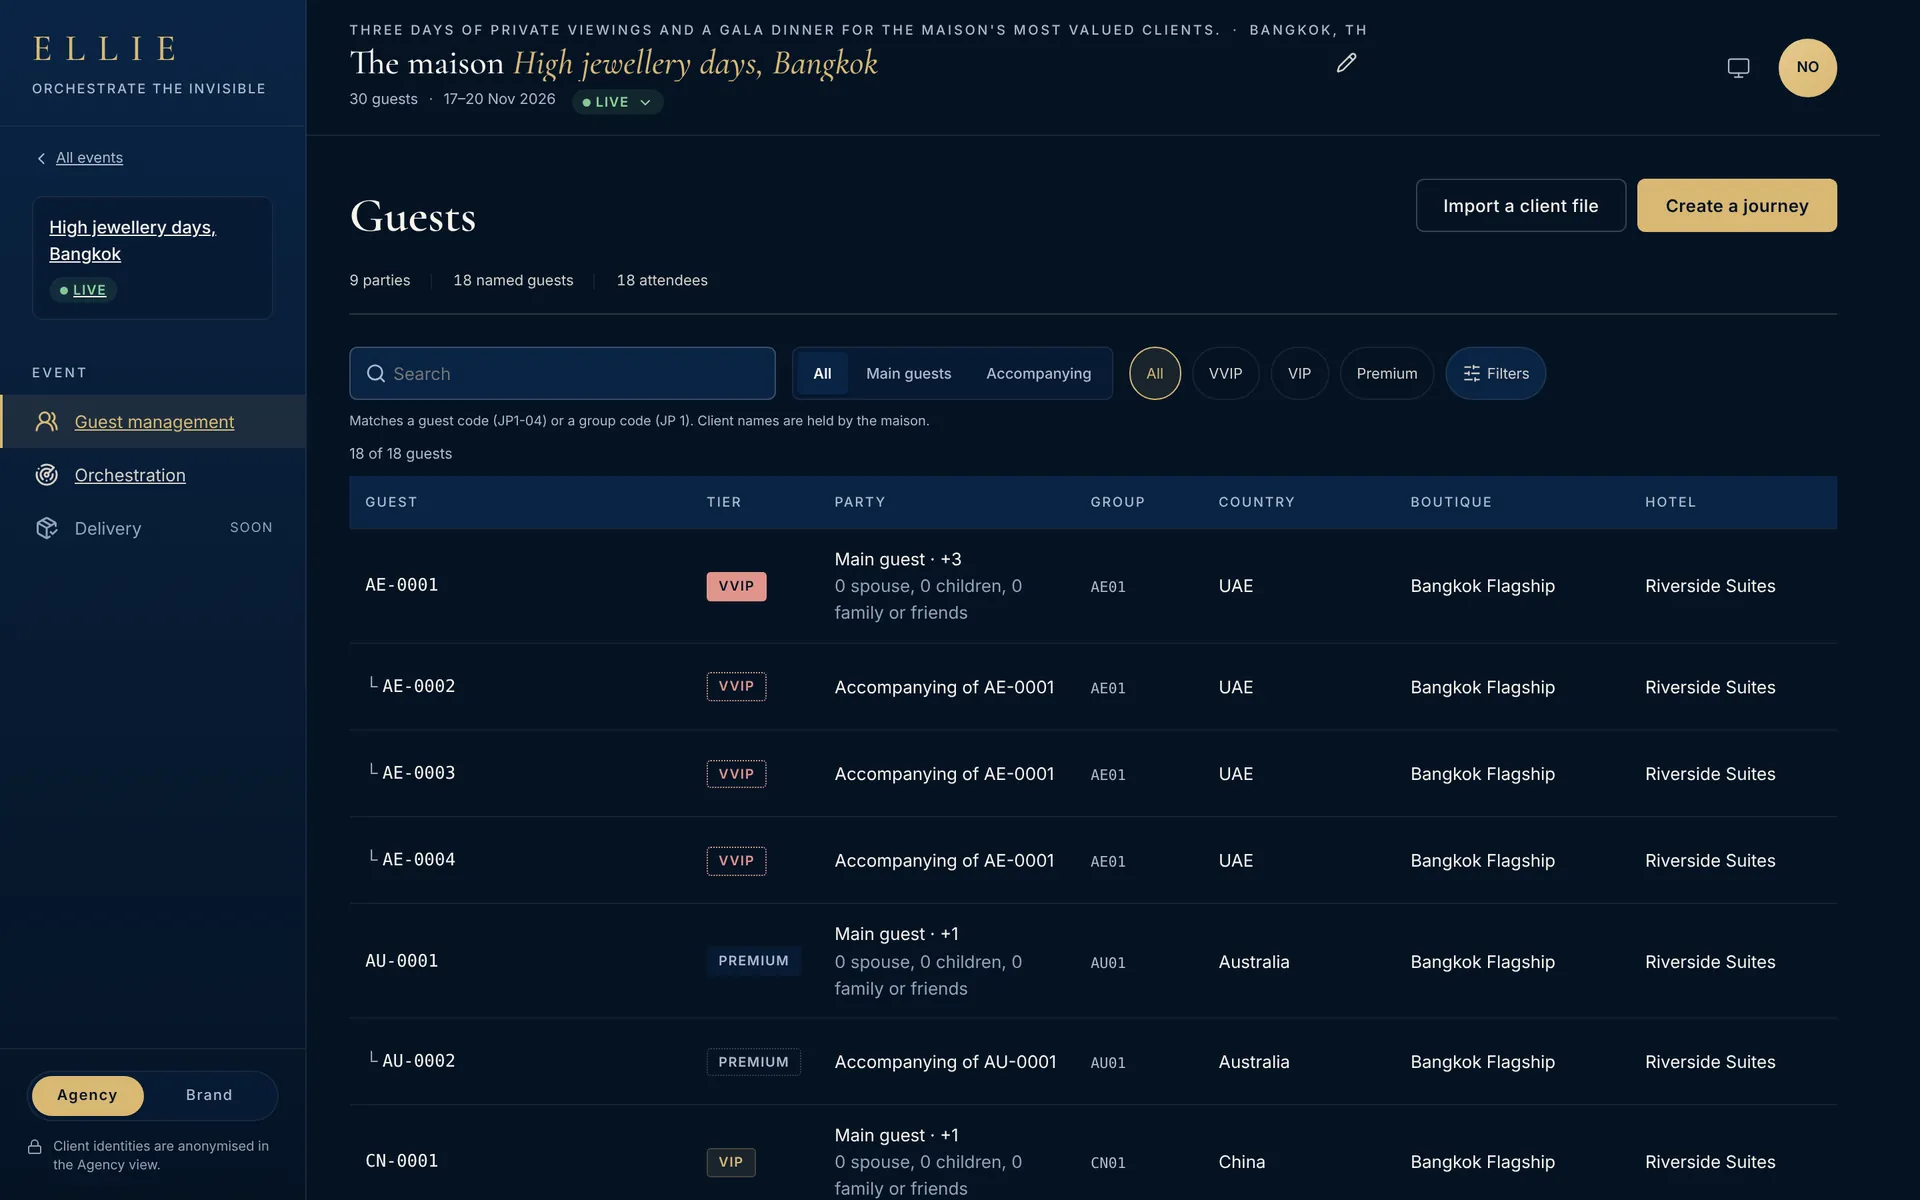 ELLIE
ORCHESTRATE THE INVISIBLE
All events
High jewellery days,
Bangkok
LIVE
EVENT
Guest management
Orchestration
Delivery SOON
Agency Brand
Client identities are anonymised in
the Agency view.
THREE DAYS OF PRIVATE VIEWINGS AND A GALA DINNER FOR THE MAISON'S MOST VALUED CLIENTS. · BANGKOK, TH
The maison High jewellery days, Bangkok
30 guests · 17–20 Nov 2026 LIVE
NO
Guests
Import a client file
Create a journey
9 parties 18 named guests 18 attendees
Search All Main guests Accompanying All VVIP VIP Premium Filters
Matches a guest code (JP1-04) or a group code (JP 1). Client names are held by the maison.
18 of 18 guests
GUEST TIER PARTY GROUP COUNTRY BOUTIQUE HOTEL
Main guest · +3
AE-0001 VVIP 0 spouse, 0 children, 0 AE01 UAE Bangkok Flagship Riverside Suites
family or friends
└ AE-0002 VVIP Accompanying of AE-0001 AE01 UAE Bangkok Flagship Riverside Suites
└ AE-0003 VVIP Accompanying of AE-0001 AE01 UAE Bangkok Flagship Riverside Suites
└ AE-0004 VVIP Accompanying of AE-0001 AE01 UAE Bangkok Flagship Riverside Suites
Main guest · +1
AU-0001 PREMIUM 0 spouse, 0 children, 0 AU01 Australia Bangkok Flagship Riverside Suites
family or friends
└ AU-0002 PREMIUM Accompanying of AU-0001 AU01 Australia Bangkok Flagship Riverside Suites
Main guest · +1
CN-0001 VIP 0 spouse, 0 children, 0 CN01 China Bangkok Flagship Riverside Suites
family or friends